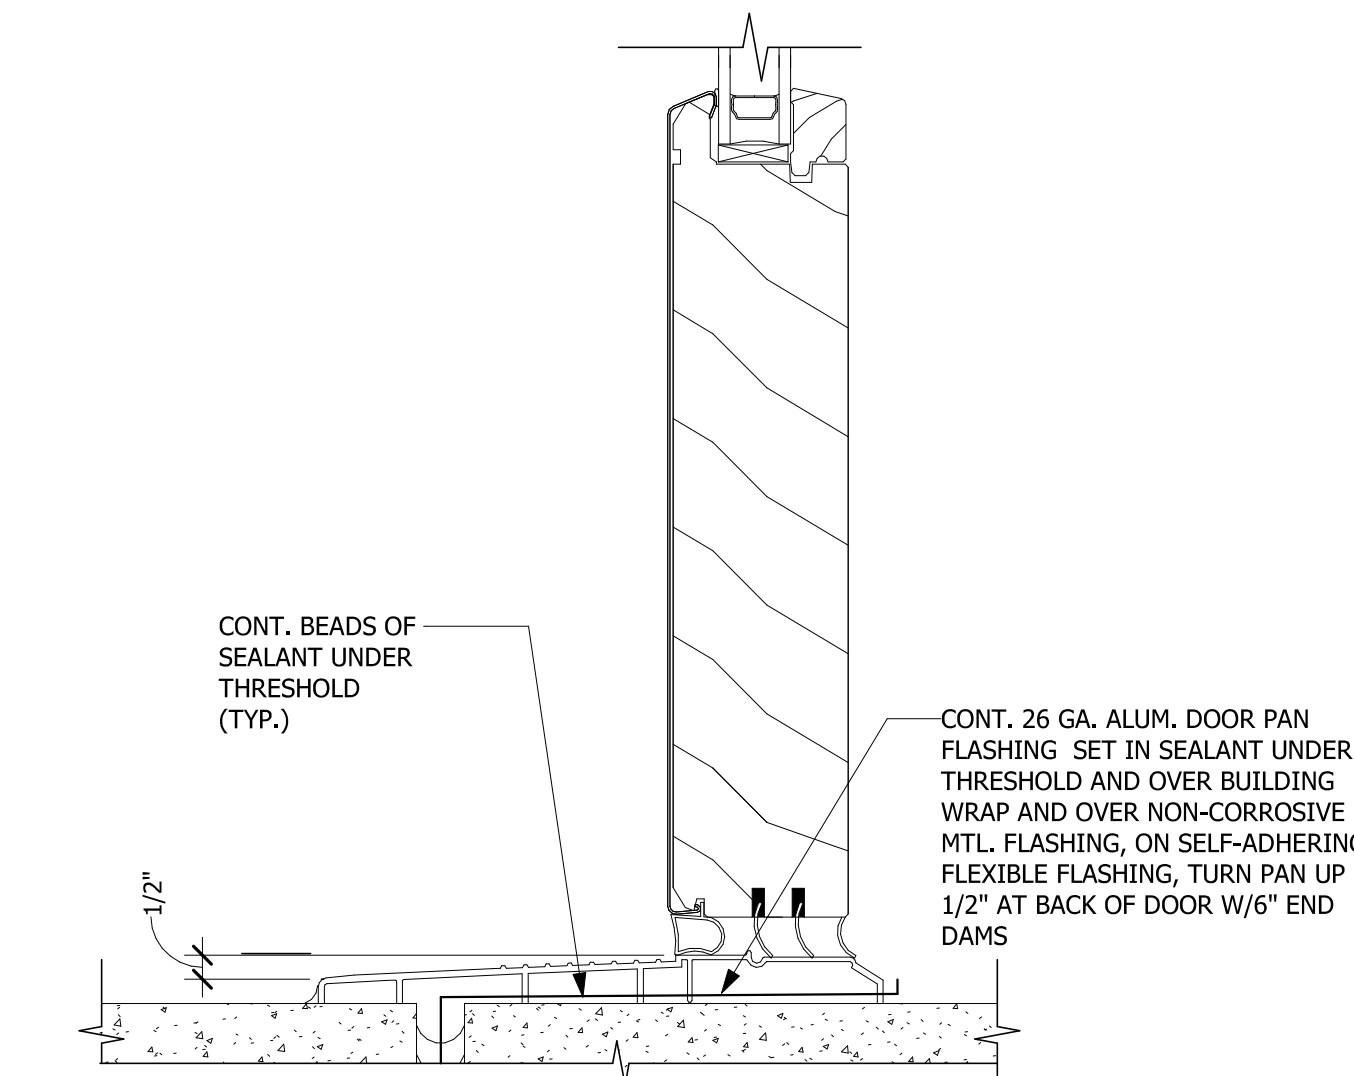 CONT. BEADS OF
SEALANT UNDER
THRESHOLD
(TYP.)
CONT. 26 GA. ALUM. DOOR PAN
FLASHING SET IN SEALANT UNDER
THRESHOLD AND OVER BUILDING
WRAP AND OVER NON-CORROSIVE
MTL. FLASHING, ON SELF-ADHERING
FLEXIBLE FLASHING, TURN PAN UP
1/2" AT BACK OF DOOR W/6" END
DAMS
1/2"